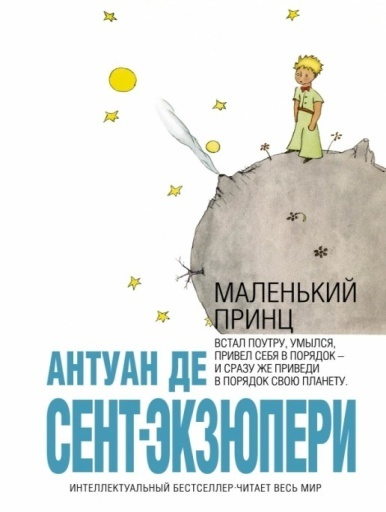 МАЛЕНЬКИЙ
ПРИНЦ
ВСТАЛ ПОУТРУ, УМЫЛСЯ,
ПРИВЕЛ СЕБЯ В ПОРЯДОК –
И СРАЗУ ЖЕ ПРИВЕДИ
В ПОРЯДОК СВОЮ ПЛАНЕТУ.
АНТУАН ДЕ
СЕНТ-ЭКЗЮПЕРИ
ИНТЕЛЛЕКТУАЛЬНЫЙ БЕСТСЕЛЛЕР·ЧИТАЕТ ВЕСЬ МИР